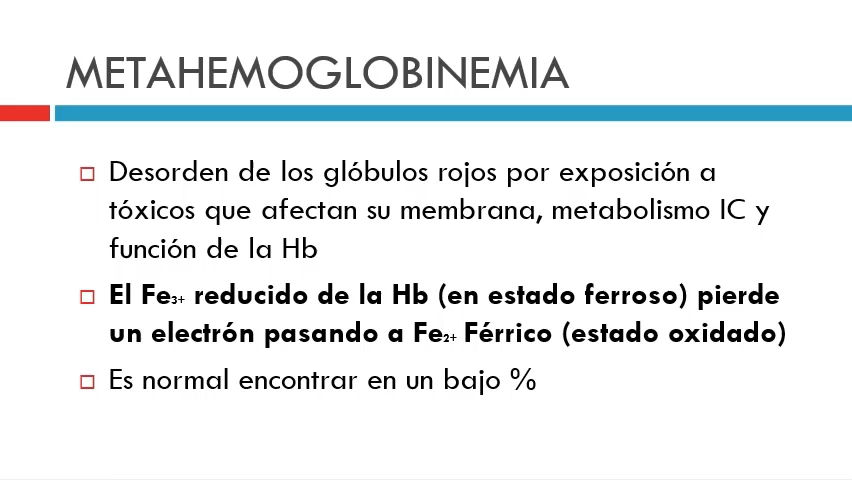 METAHEMOGLOBINEMIA
Desorden de los glóbulos rojos por exposición a
tóxicos que afectan su membrana, metabolismo IC y
función de la Hb
El Fe3+ reducido de la Hb (en estado ferroso) pierde
un electrón pasando a Fe2+ Férrico (estado oxidado)
Es normal encontrar en un bajo %